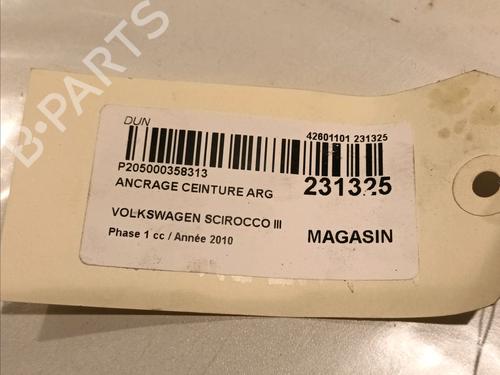 B-PARTS
DUN
42601101 231325
P205000358313
ANCRAGE CEINTURE ARG
231325
VOLKSWAGEN SCIROCCO III
Phase 1 cc / Année 2010
MAGASIN